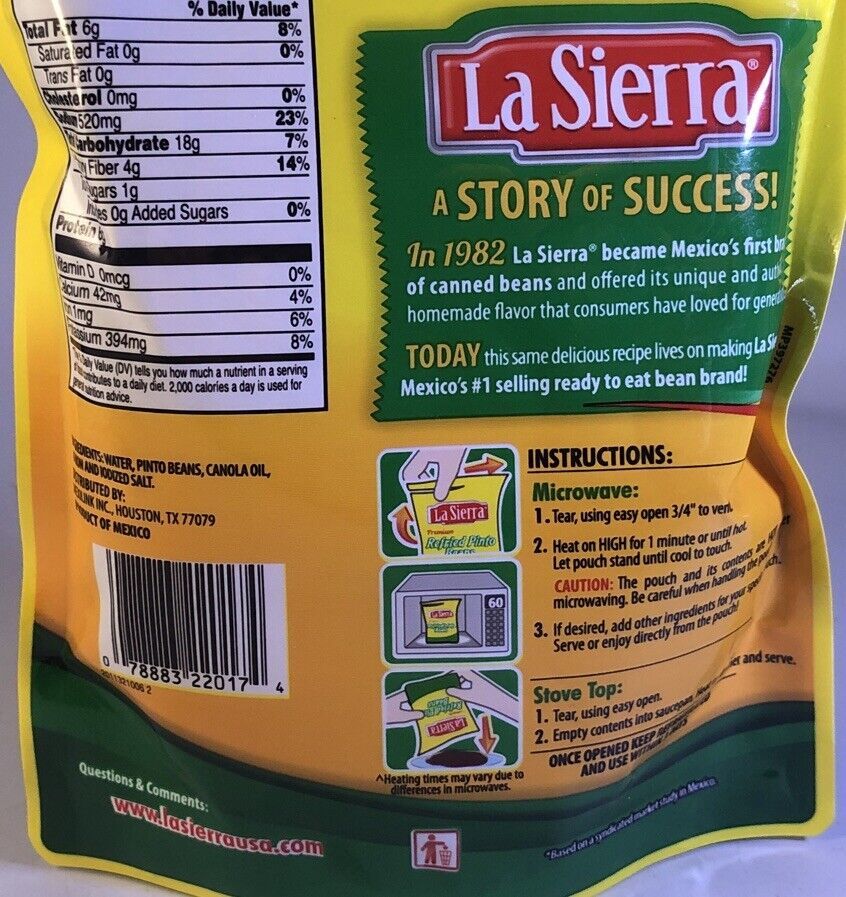 % Daily Value*
Total Fat 6g 8%
Saturated Fat 0g 0%
Trans Fat 0g
Cholesterol 0mg 0%
520mg 23%
Carbohydrate 18g 7%
Fiber 4g 14%
Sugars 1g
0g Added Sugars 0%
Protein
Vitamin D 0mcg 0%
Calcium 42mg 4%
1mg 6%
394mg 8%
Daily Value (DV) tells you how much a nutrient in a serving
contributes to a daily diet. 2,000 calories a day is used for
nutrition advice.
INGREDIENTS: WATER, PINTO BEANS, CANOLA OIL,
AND IODIZED SALT.
DISTRIBUTED BY:
INC., HOUSTON, TX 77079
PRODUCT OF MEXICO
0 78883 22017 4
2011321006 2
Questions & Comments:
www.lasierrausa.com
La Sierra®
A STORY OF SUCCESS!
In 1982 La Sierra® became Mexico's first
of canned beans and offered its unique and
homemade flavor that consumers have loved for
TODAY this same delicious recipe lives on making La
Mexico's #1 selling ready to eat bean brand!
MP397276
INSTRUCTIONS:
Microwave:
1. Tear, using easy open 3/4" to vent.
2. Heat on HIGH for 1 minute or until hot.
Let pouch stand until cool to touch.
CAUTION: The pouch and its contents are
microwaving. Be careful when handling the
3. If desired, add other ingredients for your
Serve or enjoy directly from the pouch!
Stove Top:
1. Tear, using easy open.
2. Empty contents into saucepan. and serve.
ONCE OPENED KEEP
AND USE
La Sierra
Premium
Refried Pinto
Beans
60
La Sierra
La Sierra
^Heating times may vary due to
differences in microwaves.
*Based on a syndicated market study in Mexico.